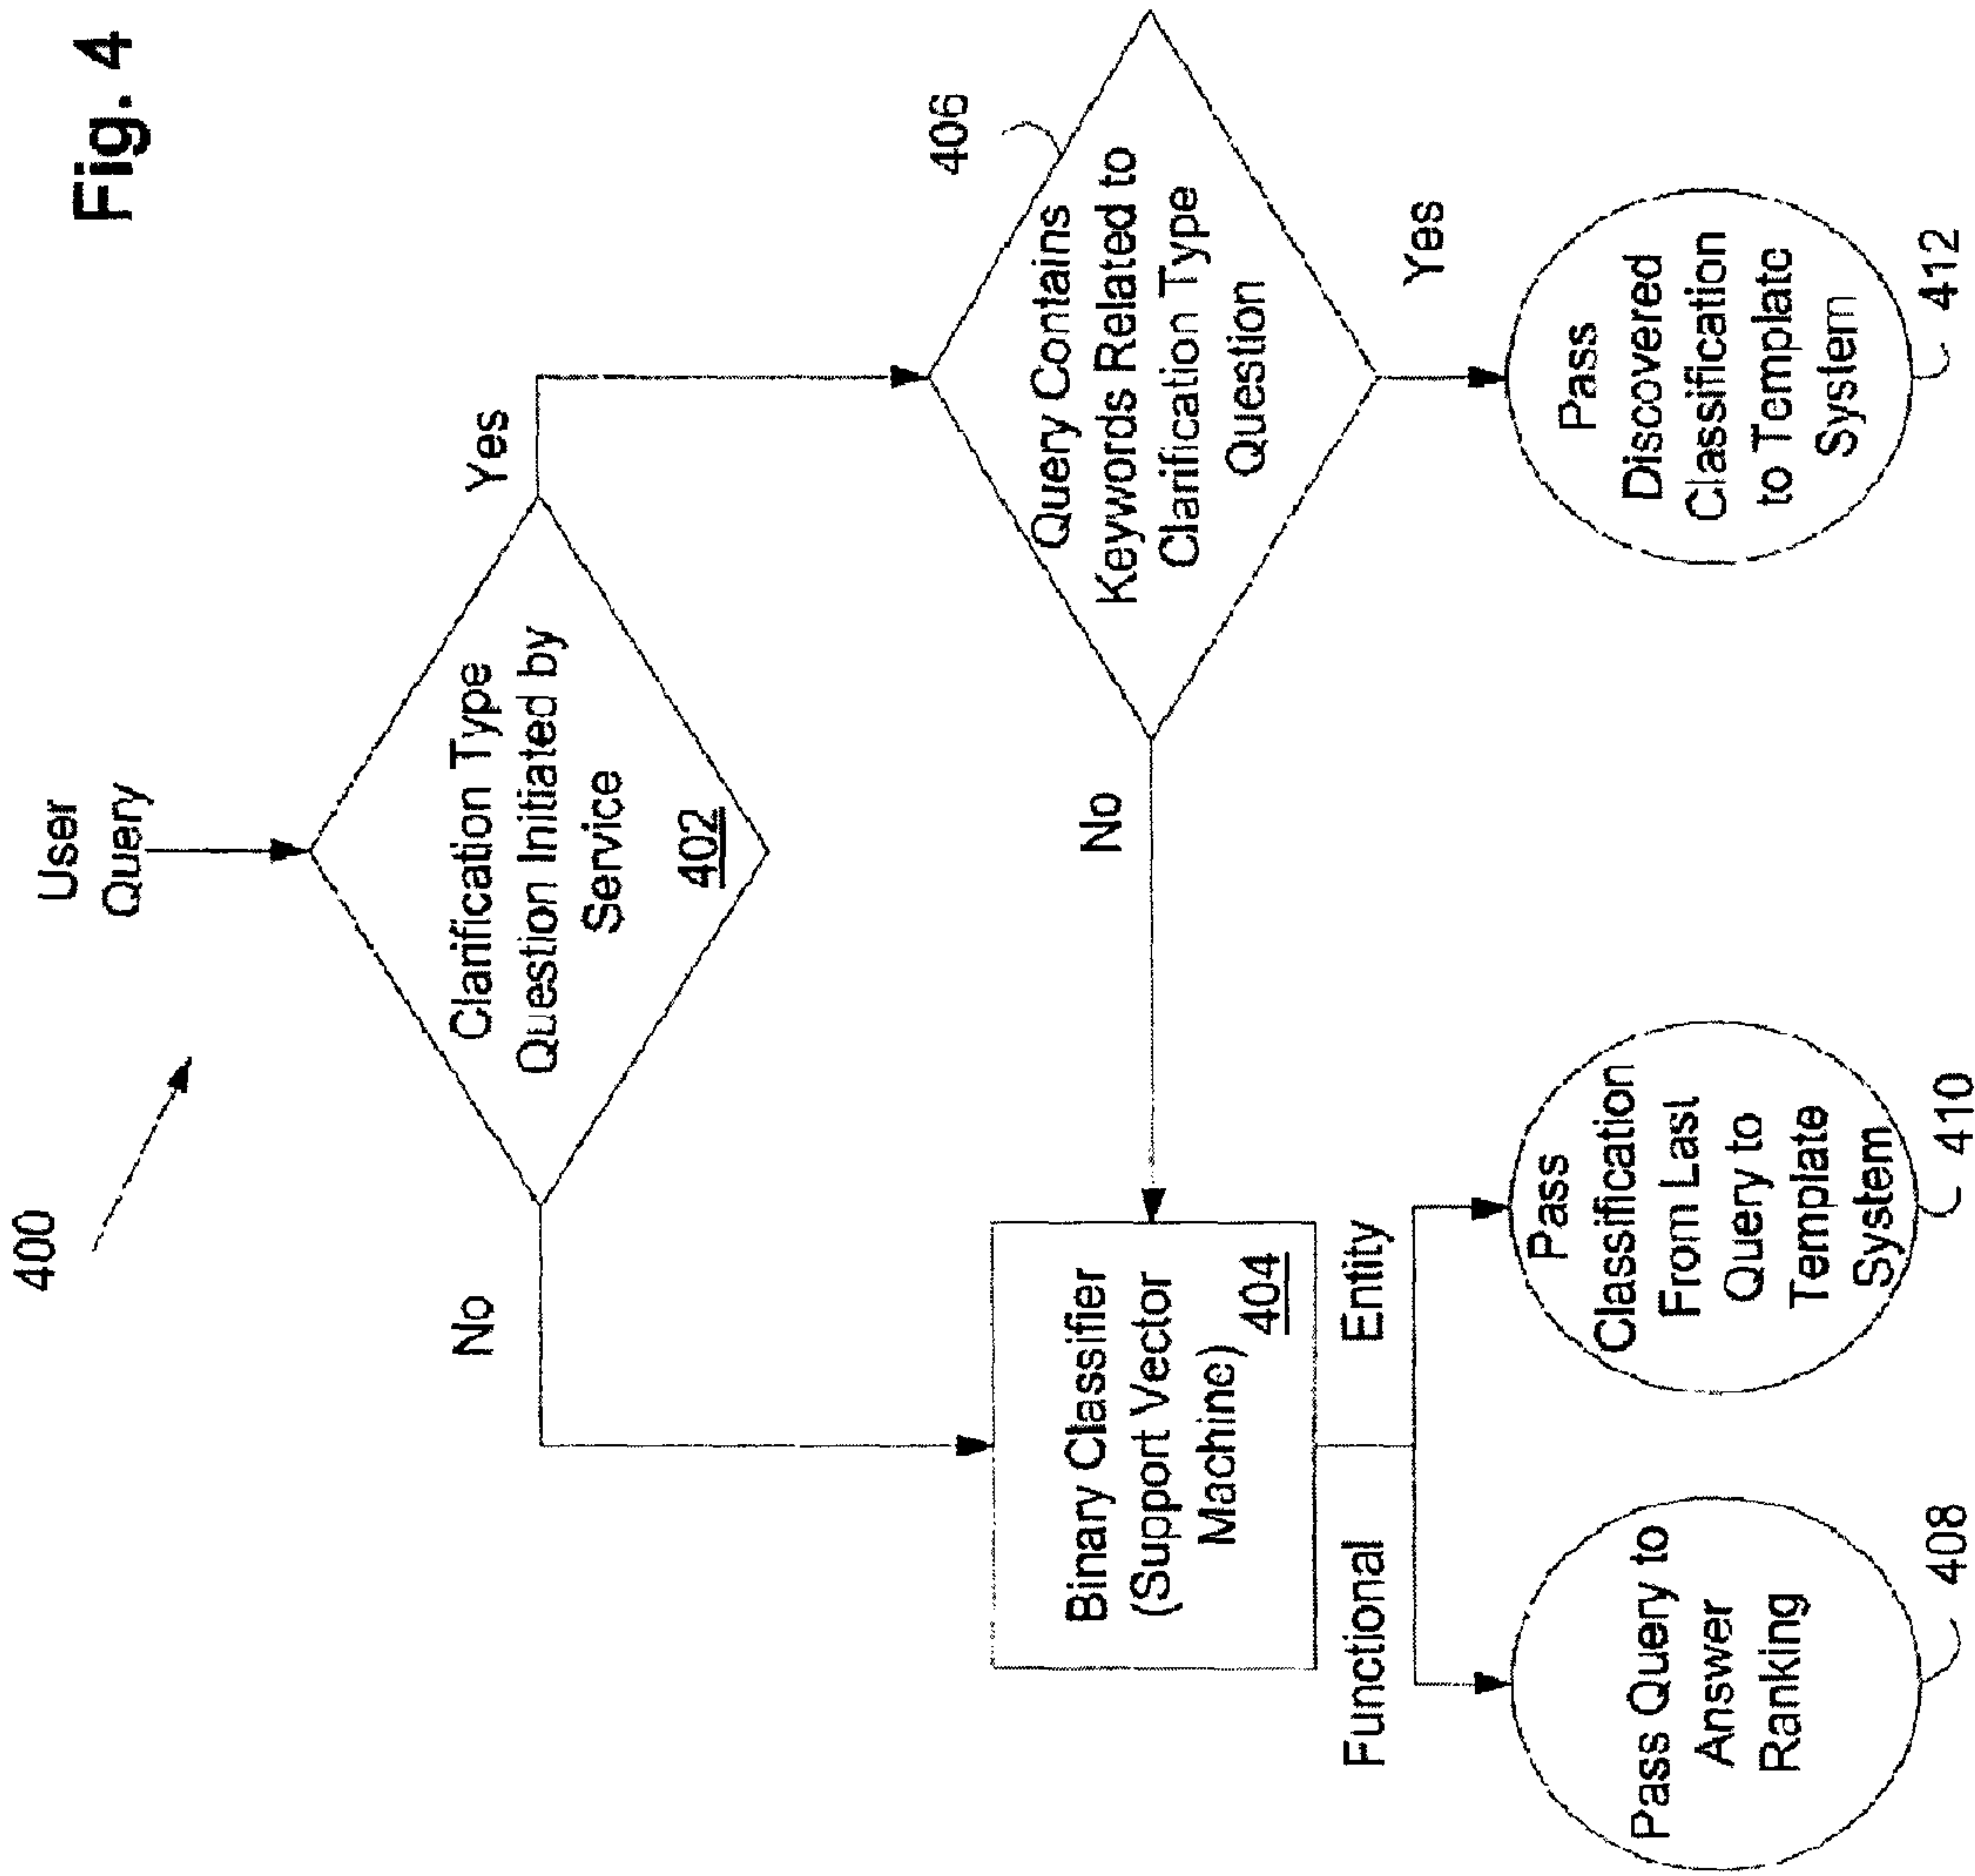 Fig. 4
400
User
Query
Clarification Type
Question Initiated by
Service
402
No
Yes
406
Query Contains
Keywords Related to
Clarification Type
Question
No
Yes
Binary Classifier
(Support Vector
Machine)
404
Functional
Entity
Pass Query to
Answer
Ranking
408
Pass
Classification
From Last
Query to
Template
System
410
Pass
Discovered
Classification
to Template
System
412